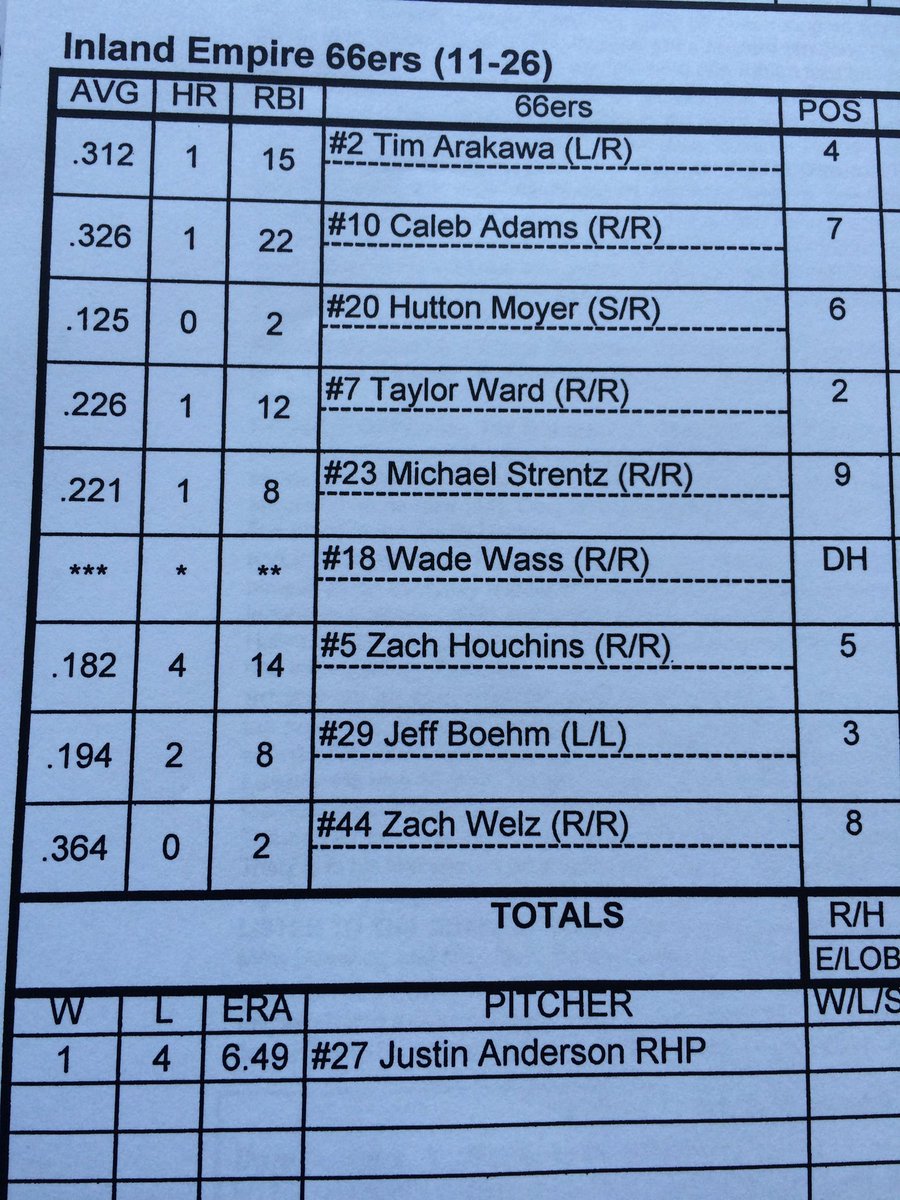 Inland Empire 66ers (11-26)
AVG HR RBI 66ers POS
.312 1 15 #2 Tim Arakawa (L/R) 4
.326 1 22 #10 Caleb Adams (R/R) 7
.125 0 2 #20 Hutton Moyer (S/R) 6
.226 1 12 #7 Taylor Ward (R/R) 2
.221 1 8 #23 Michael Strentz (R/R) 9
*** * ** #18 Wade Wass (R/R) DH
.182 4 14 #5 Zach Houchins (R/R) 5
.194 2 8 #29 Jeff Boehm (L/L) 3
.364 0 2 #44 Zach Welz (R/R) 8
TOTALS R/H
E/LOB
W L ERA PITCHER W/L/S
1 4 6.49 #27 Justin Anderson RHP